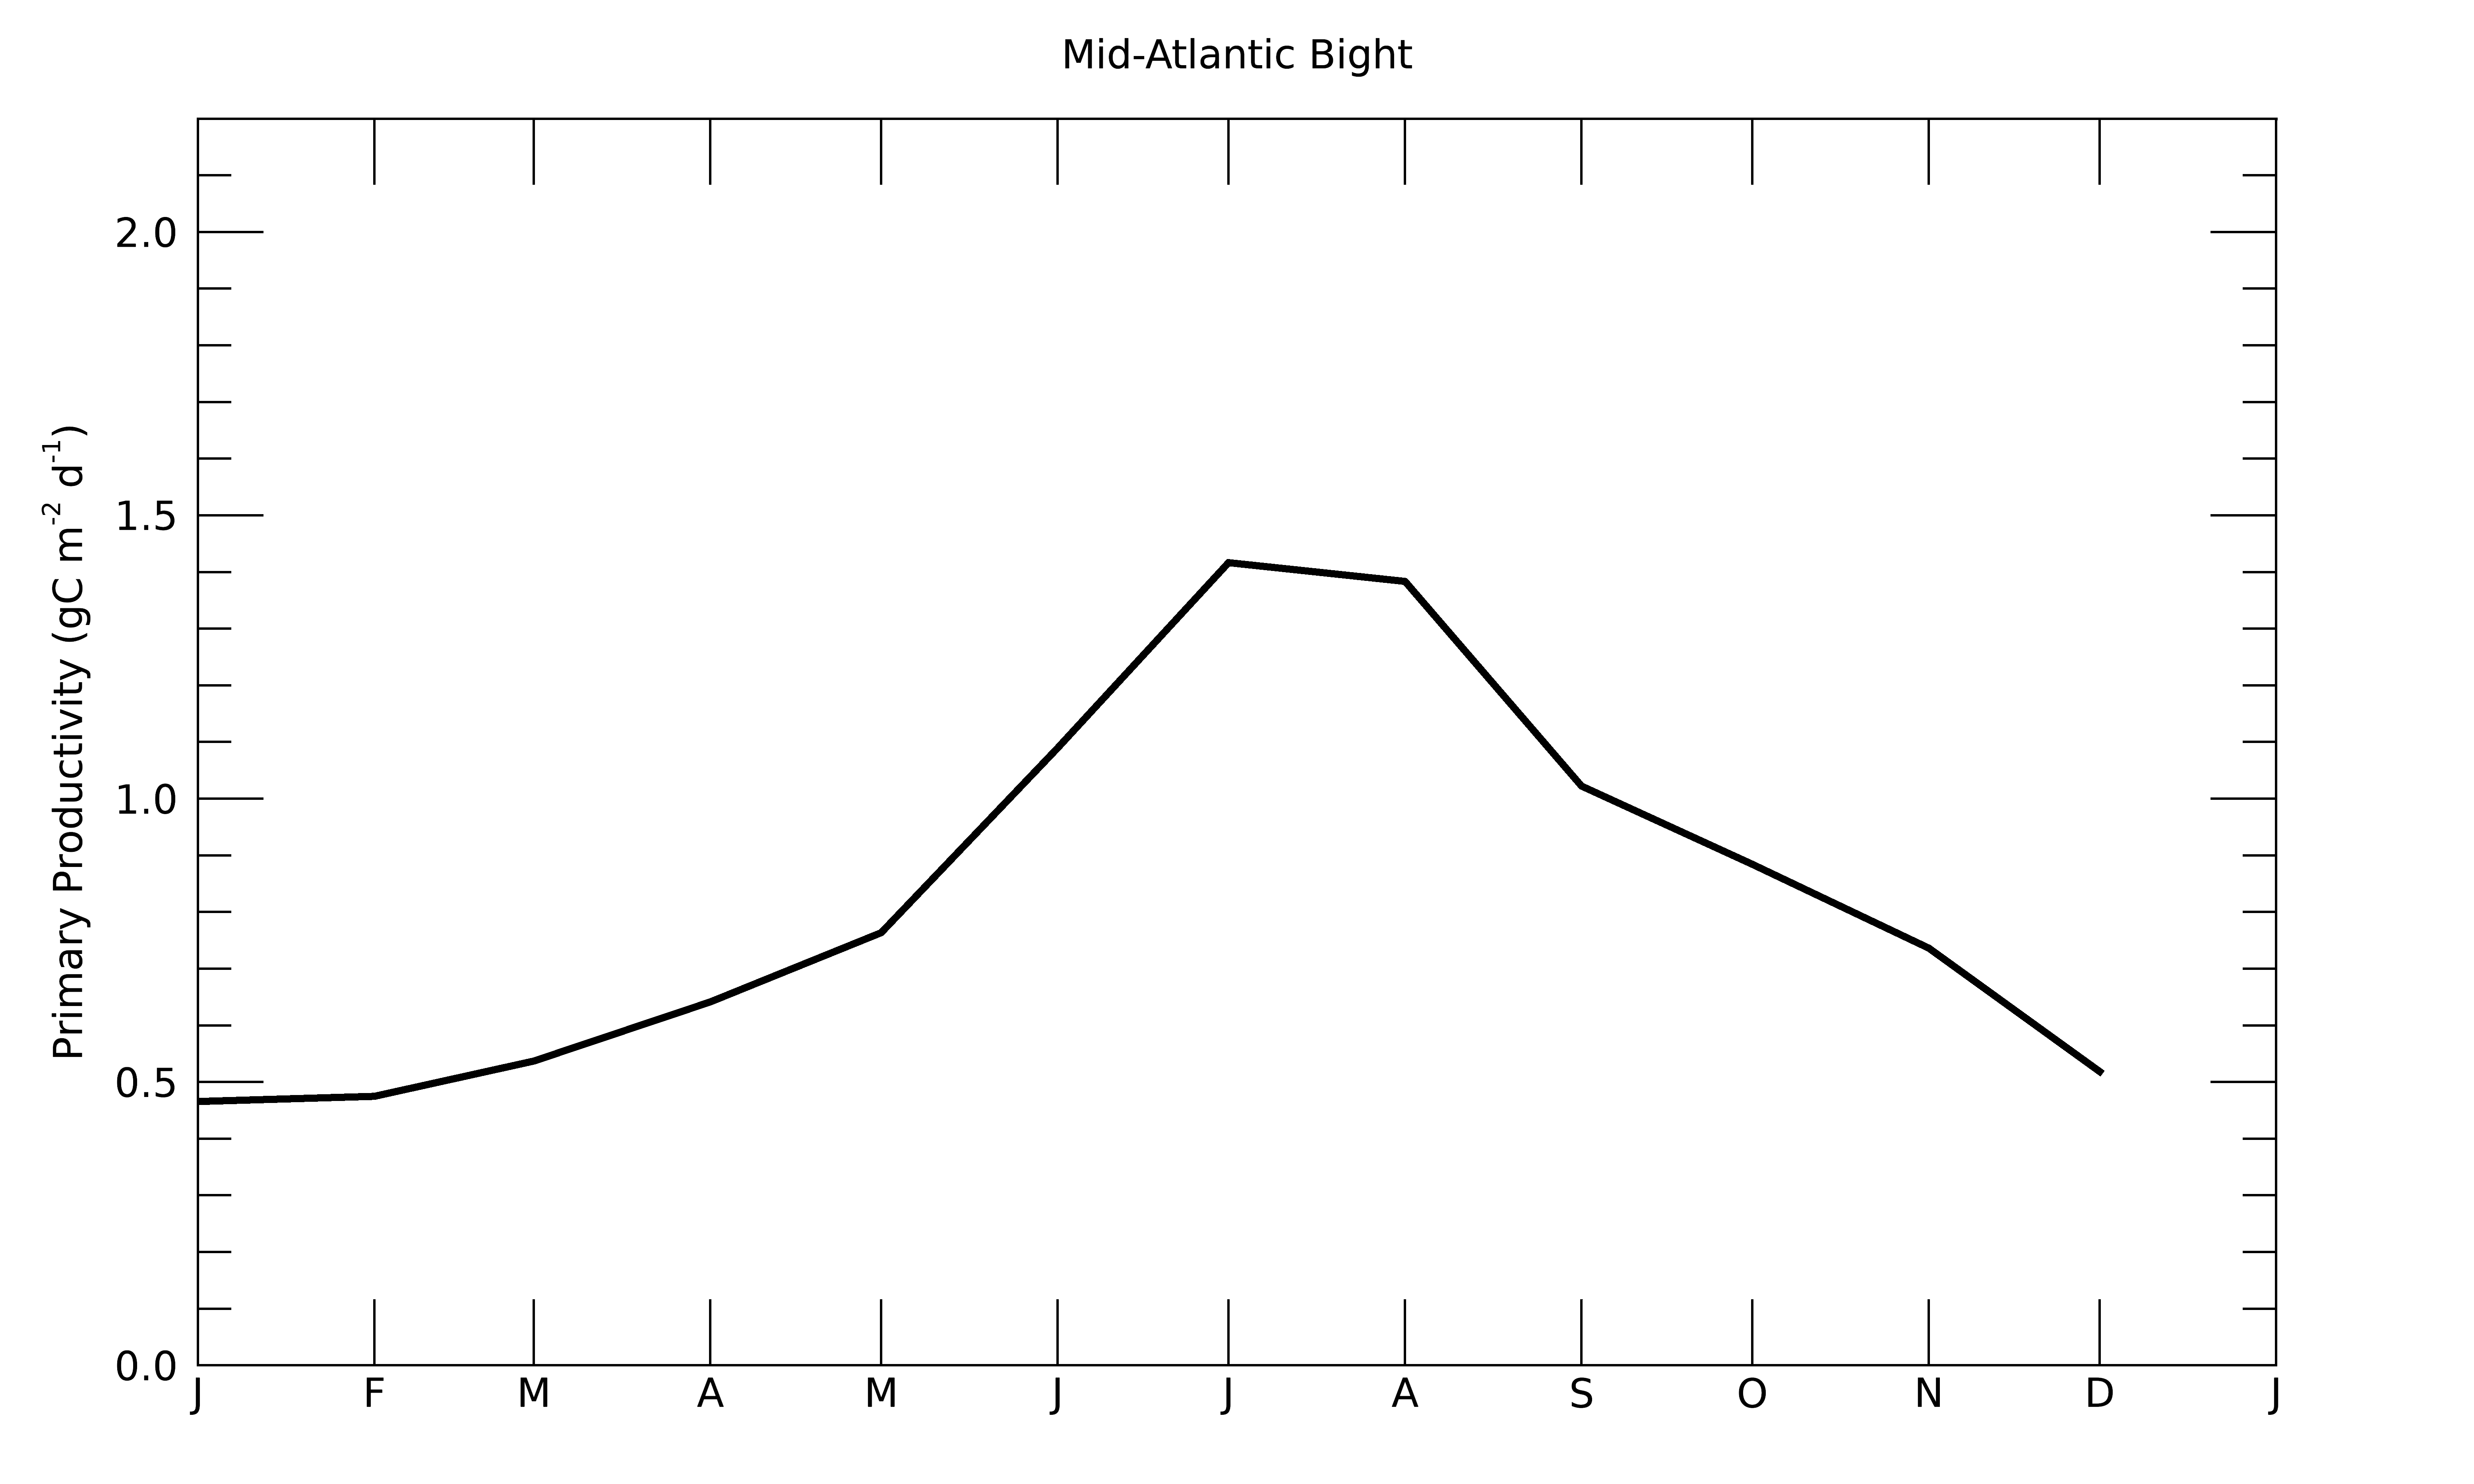 Mid-Atlantic Bight
Primary Productivity (gC m⁻² d⁻¹)
2.0
1.5
1.0
0.5
0.0
J F M A M J J A S O N D J